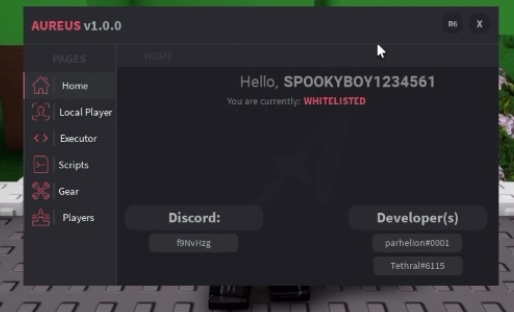 AUREUS v1.0.0
R6
X
PAGES
HOME
Home
Local Player
Executor
Scripts
Gear
Players
Hello, SPOOKYBOY1234561
You are currently: WHITELISTED
Discord:
f9NvHzg
Developer(s)
parhelion#0001
Tethral#6115